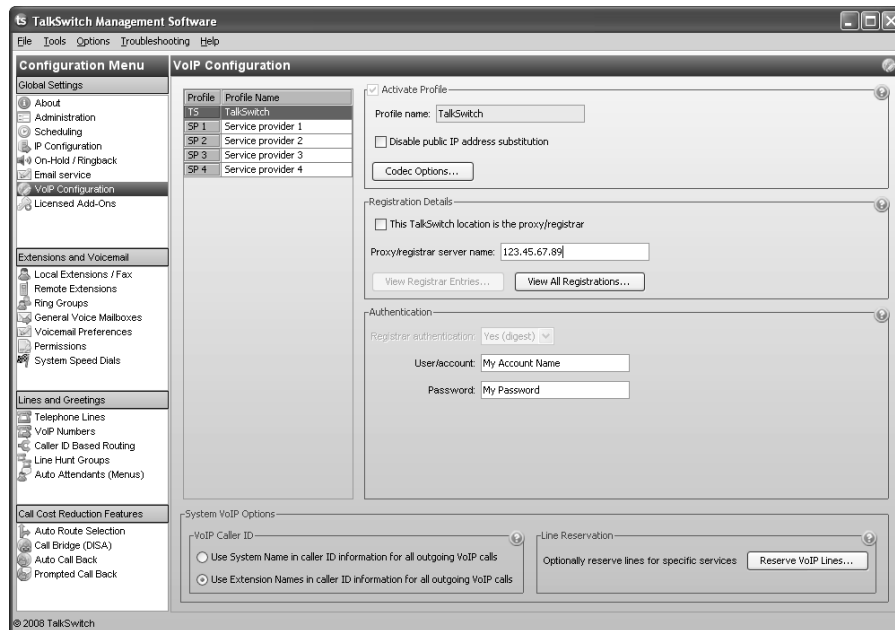 ts TalkSwitch Management Software
File Tools Options Troubleshooting Help
Configuration Menu
Global Settings
About
Administration
Scheduling
IP Configuration
On-Hold / Ringback
Email service
VoIP Configuration
Licensed Add-Ons
Extensions and Voicemail
Local Extensions / Fax
Remote Extensions
Ring Groups
General Voice Mailboxes
Voicemail Preferences
Permissions
System Speed Dials
Lines and Greetings
Telephone Lines
VoIP Numbers
Caller ID Based Routing
Line Hunt Groups
Auto Attendants (Menus)
Call Cost Reduction Features
Auto Route Selection
Call Bridge (DISA)
Auto Call Back
Prompted Call Back
VoIP Configuration
Profile Profile Name
TS TalkSwitch
SP 1 Service provider 1
SP 2 Service provider 2
SP 3 Service provider 3
SP 4 Service provider 4
Activate Profile
Profile name: TalkSwitch
Disable public IP address substitution
Codec Options...
Registration Details
This TalkSwitch location is the proxy/registrar
Proxy/registrar server name: 123.45.67.89
View Registrar Entries... View All Registrations...
Authentication
Registrar authentication: Yes (digest)
User/account: My Account Name
Password: My Password
System VoIP Options
VoIP Caller ID
Use System Name in caller ID information for all outgoing VoIP calls
Use Extension Names in caller ID information for all outgoing VoIP calls
Line Reservation
Optionally reserve lines for specific services Reserve VoIP Lines...
© 2008 TalkSwitch